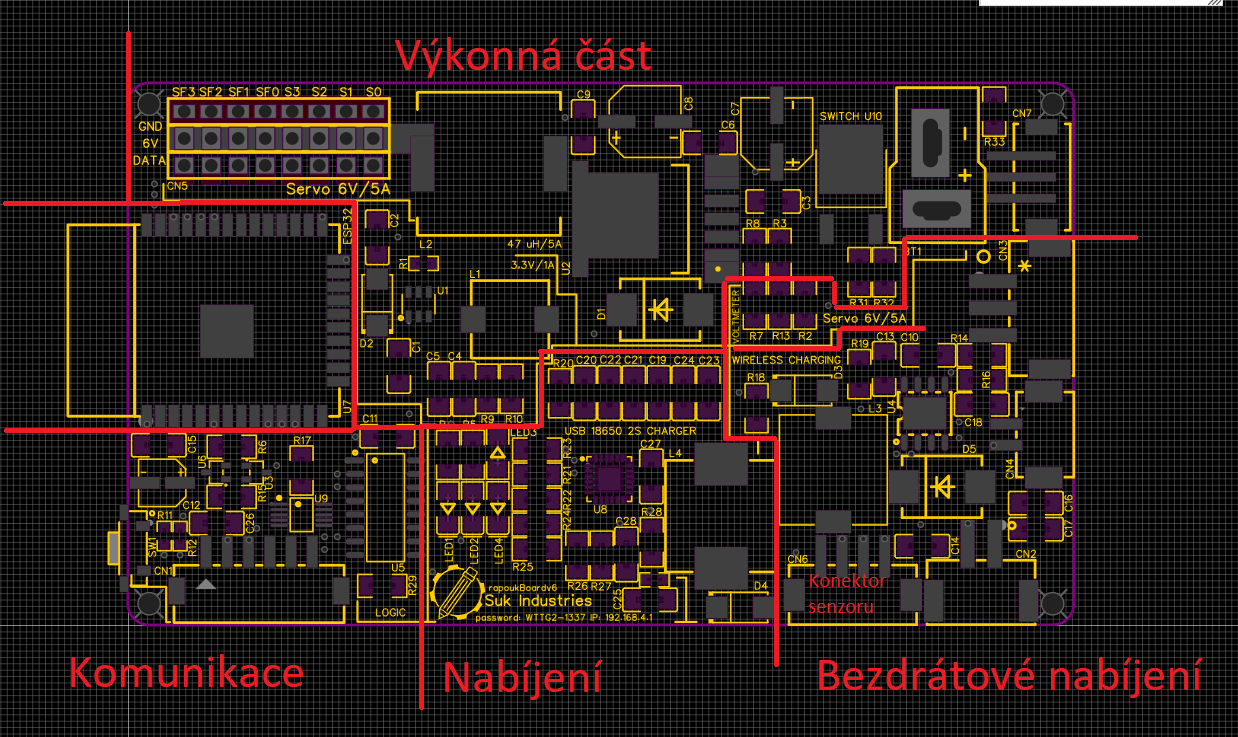 Výkonná část
SF3 SF2 SF1 SF0 S3 S2 S1 S0
GND
6V
DATA
CN5
Servo 6V/5A
C9
C8
C7
C6
SWITCH U10
R33
CN7
ESP32
C2
L2
47 uH/5A
3.3V/1A
U2
R8 R3
C3
BT1
CN3
R1
U1
L1
D2
C1
D1
VOLTMETER
R7 R13 R2
R31 R32
Servo 6V/5A
WIRELESS CHARGING
D3
R19
C13
C10
R14
R16
U7
C5 C4
R9
R10
R20 C20 C22 C21 C19 C24 C23
R18
L3
U4
C18
C11
LED3
USB 18650 2S CHARGER
C15
U6
R6
R17
R15
U3
U9
C12
C26
R11
R12
SW1
CN1
U5
R29
LOGIC
LED1
LED2
LED4
R23
R21
R22
R24
R25
C27
U8
C28
R28
R26 R27
L4
C25
D4
D5
CN4
C16
C17
C14
CN6
CN2
Konektor
senzoru
rapoukBoardv6
Suk Industries
password: WTTG2-1337 IP: 192.168.4.1
Komunikace
Nabíjení
Bezdrátové nabíjení